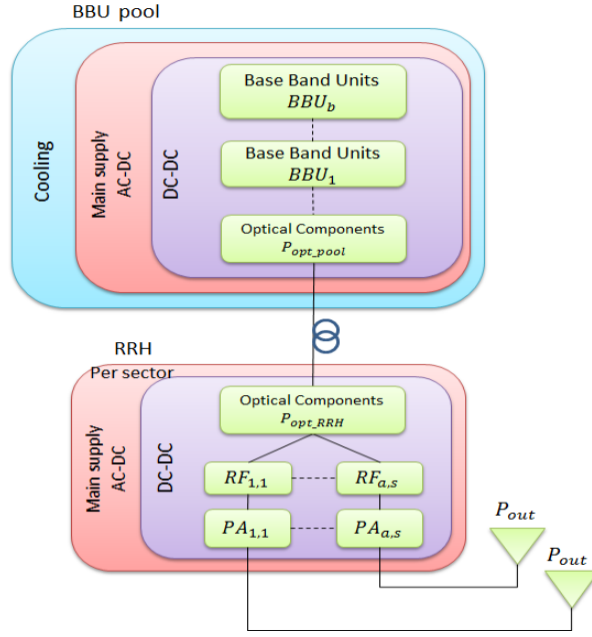 BBU pool
Cooling
Main supply
AC-DC
DC-DC
Base Band Units
BBU_b
Base Band Units
BBU_1
Optical Components
P_opt_pool
RRH
Per sector
Main supply
AC-DC
DC-DC
Optical Components
P_opt_RRH
RF_1,1
RF_a,s
PA_1,1
PA_a,s
P_out
P_out